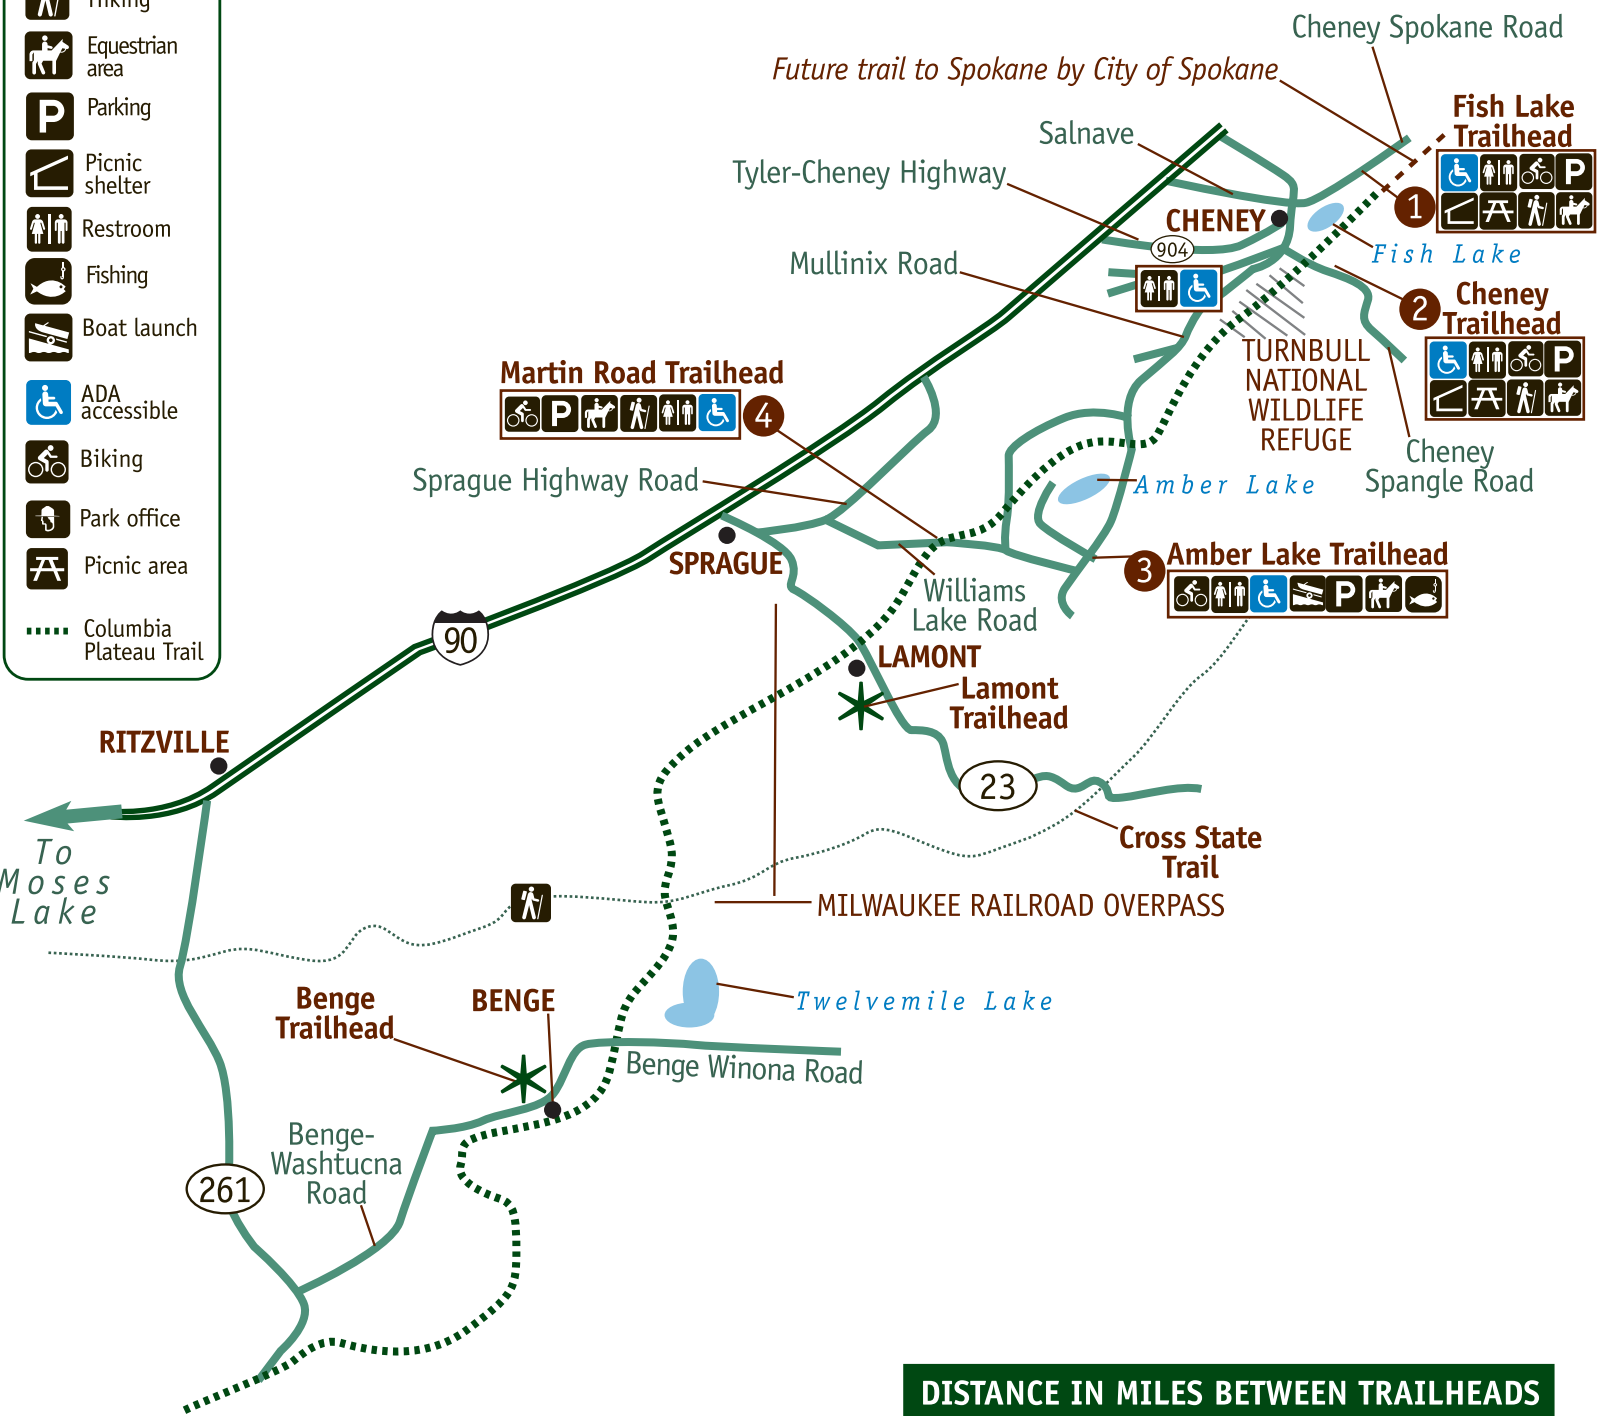 Hiking
Equestrian
area
P
Parking
Picnic
shelter
Restroom
Fishing
Boat launch
ADA
accessible
Biking
Park office
Picnic area
Columbia
Plateau Trail
Cheney Spokane Road
Future trail to Spokane by City of Spokane
Fish Lake
Trailhead
P
1
Salnave
Tyler-Cheney Highway
CHENEY
904
Fish Lake
Mullinix Road
2
Cheney
Trailhead
P
TURNBULL
NATIONAL
WILDLIFE
REFUGE
Cheney
Spangle Road
Martin Road Trailhead
P
4
Sprague Highway Road
Amber Lake
SPRAGUE
3
Amber Lake Trailhead
P
Williams
Lake Road
90
LAMONT
Lamont
Trailhead
RITZVILLE
23
To
Moses
Lake
Cross State
Trail
MILWAUKEE RAILROAD OVERPASS
Benge
Trailhead
BENGE
Twelvemile Lake
Benge Winona Road
Benge-
Washtucna
Road
261
DISTANCE IN MILES BETWEEN TRAILHEADS